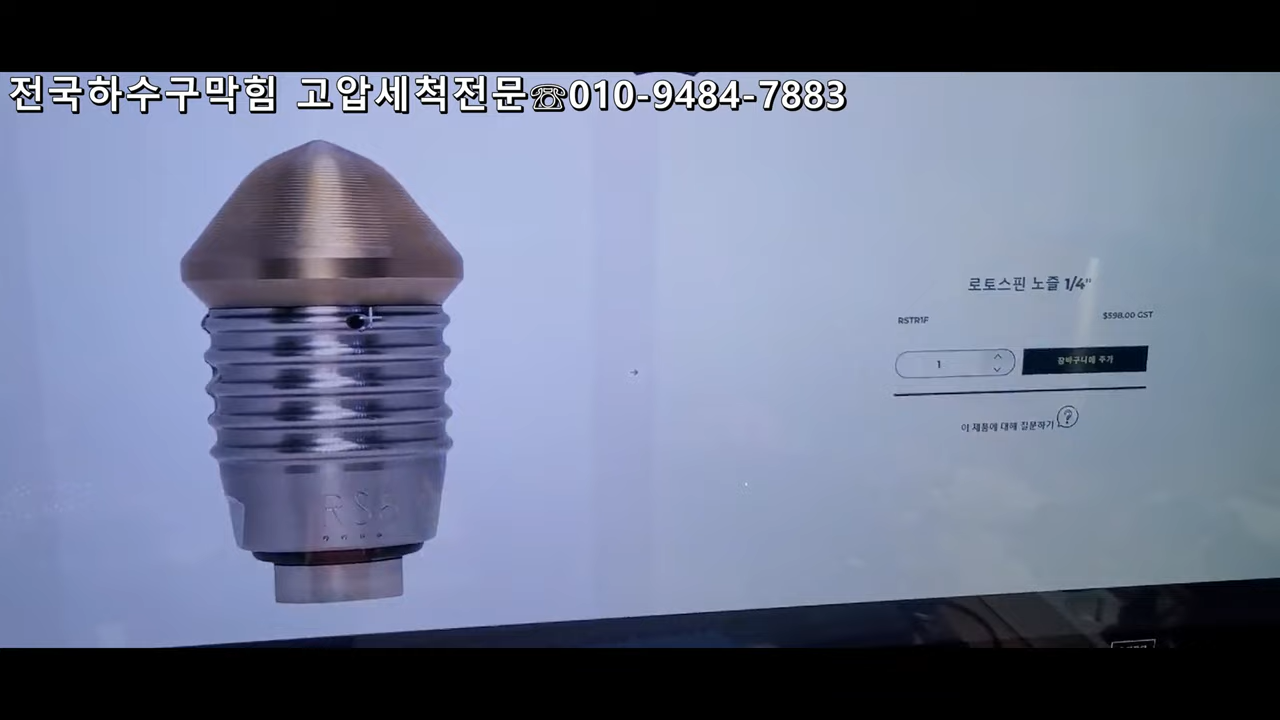 전국하수구막힘 고압세척전문☎010-9484-7883
로토스핀 노즐 1/4"
RSTR1F
$598.00 GST
1
장바구니에 추가
이 제품에 대해 질문하기 ?